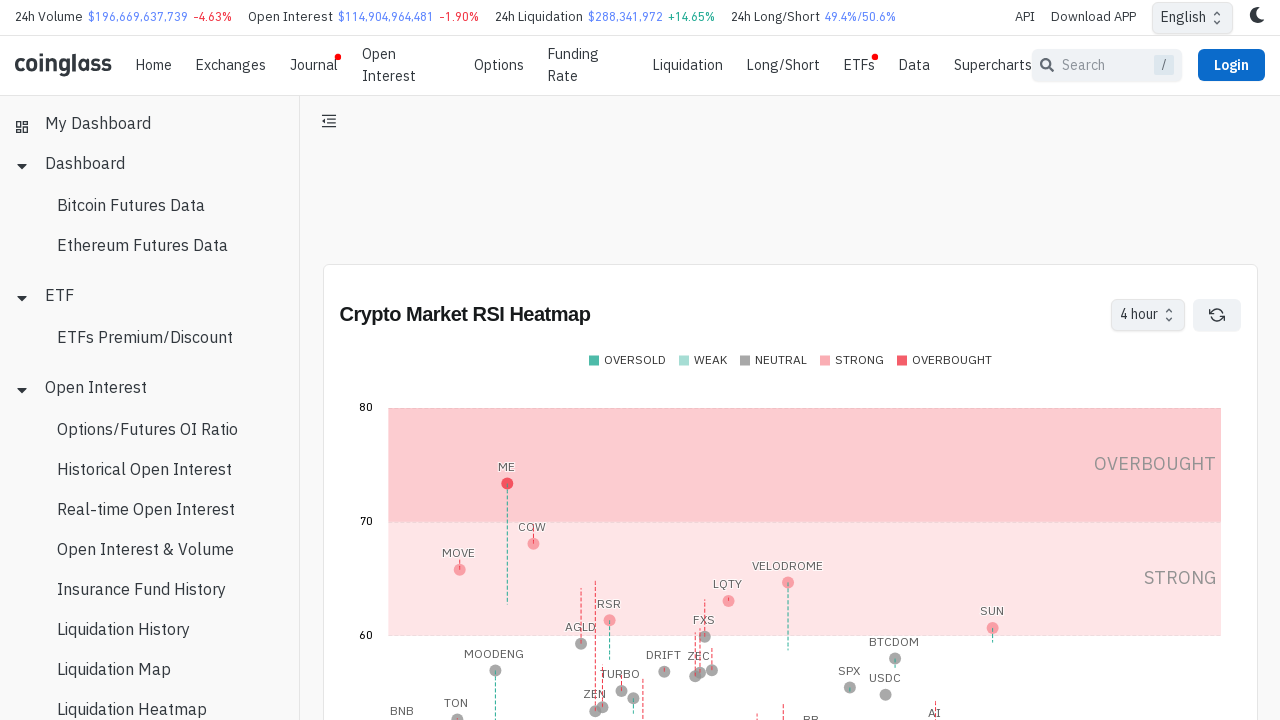 24h Volume $196,669,637,739 -4.63% Open Interest $114,904,964,481 -1.90% 24h Liquidation $288,341,972 +14.65% 24h Long/Short 49.4%/50.6% API Download APP English
coinglass Home Exchanges Journal Open Interest Options Funding Rate Liquidation Long/Short ETFs Data Supercharts Search / Login
My Dashboard
Dashboard
Bitcoin Futures Data
Ethereum Futures Data
ETF
ETFs Premium/Discount
Open Interest
Options/Futures OI Ratio
Historical Open Interest
Real-time Open Interest
Open Interest & Volume
Insurance Fund History
Liquidation History
Liquidation Map
Liquidation Heatmap
Crypto Market RSI Heatmap 4 hour
OVERSOLD WEAK NEUTRAL STRONG OVERBOUGHT
80
OVERBOUGHT
ME
70
COW
MOVE
VELODROME
STRONG
LQTY
RSR
SUN
FXS
AGLD
60
BTCDOM
MOODENG
DRIFT ZEC
SPX
TURBO
USDC
ZEN
TON
BNB
AI
BB